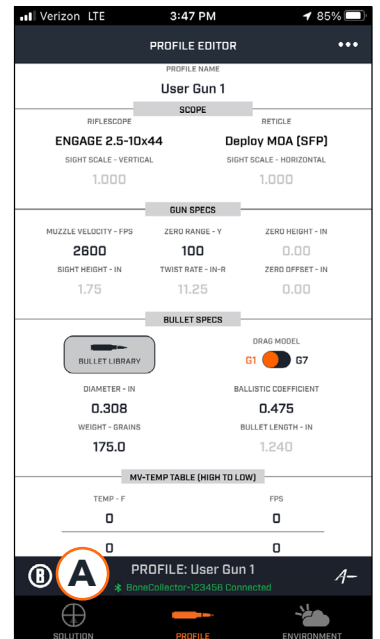 Verizon LTE 3:47 PM 85%
PROFILE EDITOR •••
PROFILE NAME
User Gun 1
SCOPE
RIFLESCOPE RETICLE
ENGAGE 2.5-10x44 Deploy MOA (SFP)
SIGHT SCALE - VERTICAL SIGHT SCALE - HORIZONTAL
1.000 1.000
GUN SPECS
MUZZLE VELOCITY - FPS ZERO RANGE - Y ZERO HEIGHT - IN
2600 100 0.00
SIGHT HEIGHT - IN TWIST RATE - IN-R ZERO OFFSET - IN
1.75 11.25 0.00
BULLET SPECS
DRAG MODEL
BULLET LIBRARY G1 G7
DIAMETER - IN BALLISTIC COEFFICIENT
0.308 0.475
WEIGHT - GRAINS BULLET LENGTH - IN
175.0 1.240
MV-TEMP TABLE (HIGH TO LOW)
TEMP - F FPS
0 0
0 0
B A PROFILE: User Gun 1 A-
BoneCollector-123456 Connected
SOLUTION PROFILE ENVIRONMENT